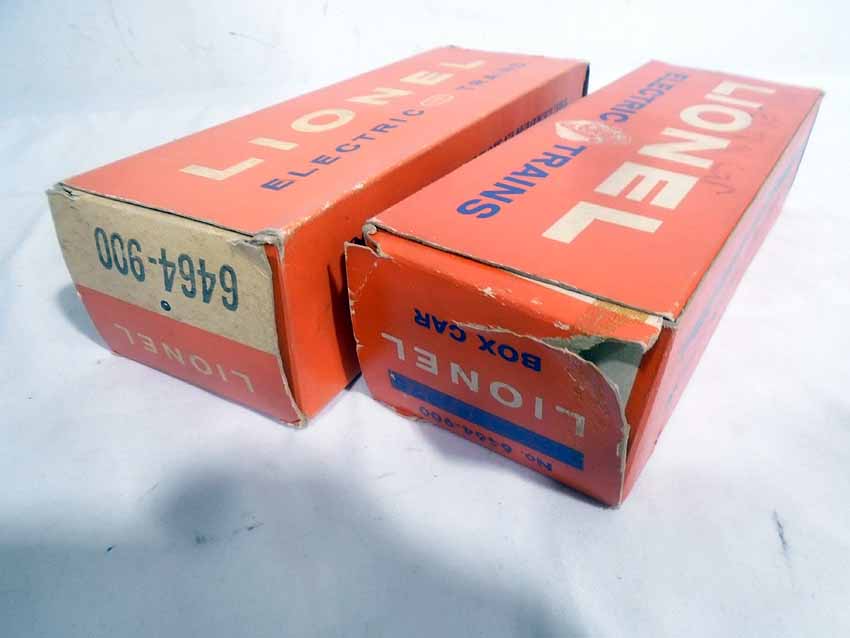 LIONEL
ELECTRIC TRAINS
6464-900
LIONEL
LIONEL
ELECTRIC TRAINS
BOX CAR
LIONEL
No. 6464-900